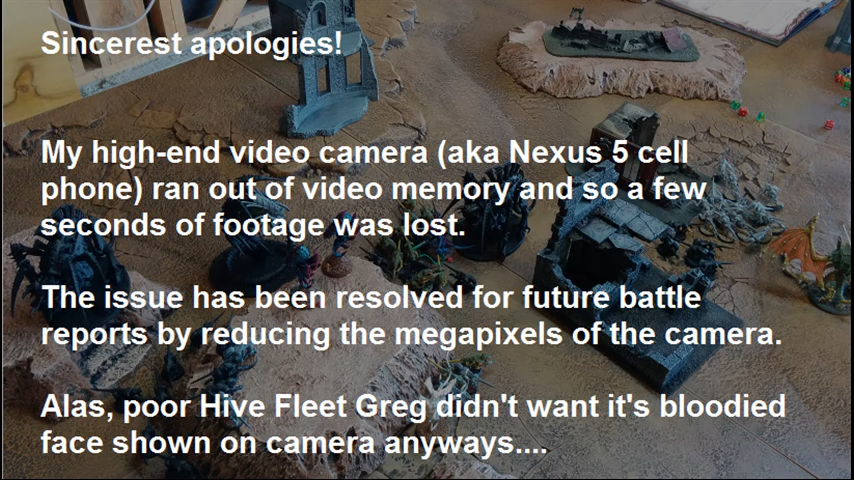 Sincerest apologies!
My high-end video camera (aka Nexus 5 cell
phone) ran out of video memory and so a few
seconds of footage was lost.
The issue has been resolved for future battle
reports by reducing the megapixels of the camera.
Alas, poor Hive Fleet Greg didn't want it's bloodied
face shown on camera anyways....